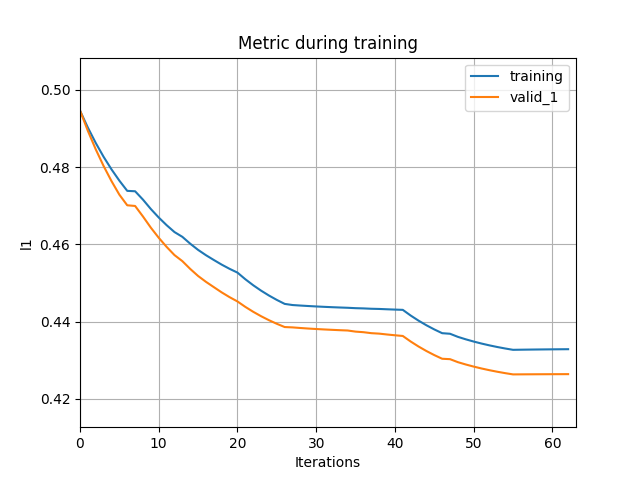 Metric during training
training
valid_1
l1
0.50
0.48
0.46
0.44
0.42
0 10 20 30 40 50 60
Iterations